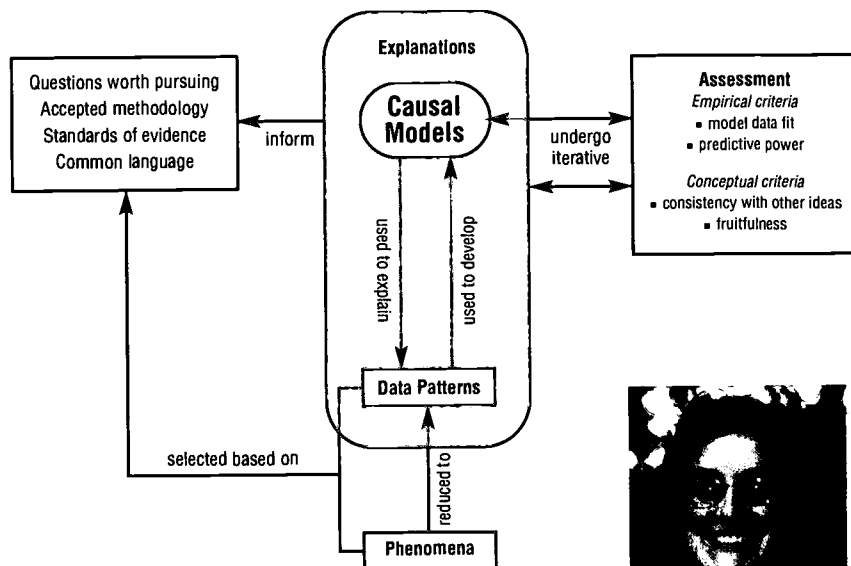 Explanations
Questions worth pursuing
Accepted methodology
Standards of evidence
Common language
inform
Causal
Models
undergo
iterative
Assessment
Empirical criteria
▪ model data fit
▪ predictive power
Conceptual criteria
▪ consistency with other ideas
▪ fruitfulness
used to explain
used to develop
Data Patterns
selected based on
reduced to
Phenomena